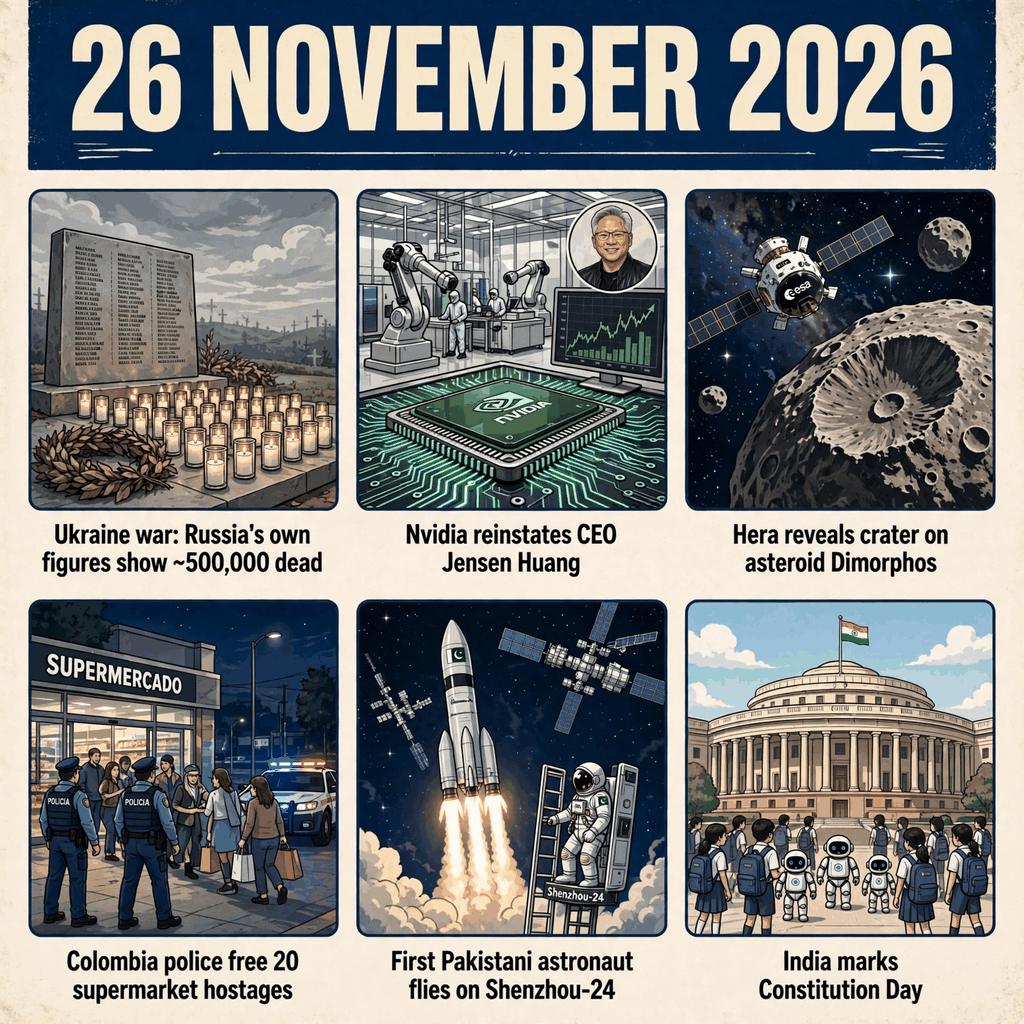 26 NOVEMBER 2026
NVIDIA
esa
Ukraine war: Russia's own
figures show ~500,000 dead
Nvidia reinstates CEO
Jensen Huang
Hera reveals crater on
asteroid Dimorphos
SUPERMERCADO
POLICIA
POLICIA
Shenzhou-24
Colombia police free 20
supermarket hostages
First Pakistani astronaut
flies on Shenzhou-24
India marks
Constitution Day